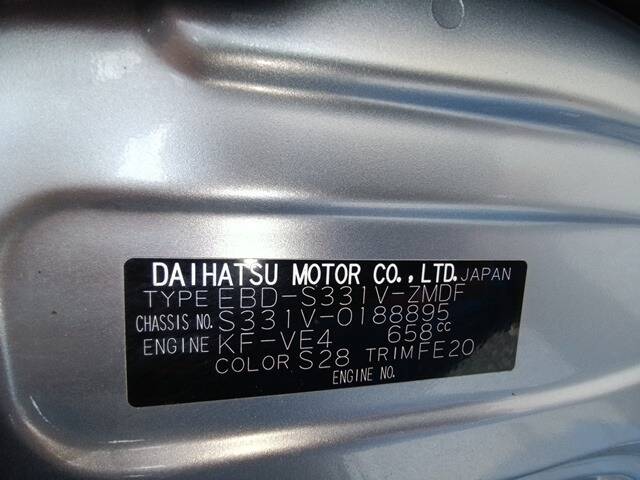 DAIHATSU MOTOR CO.,LTD. JAPAN
TYPE EBD-S331V-ZMDF
CHASSIS NO. S331V-0188895
ENGINE KF-VE4 658cc
COLOR S28 TRIM FE20
ENGINE NO.